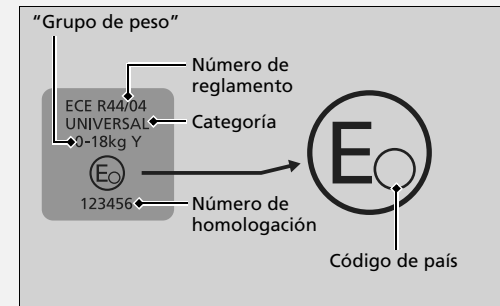 “Grupo de peso”
Número de
reglamento
ECE R44/04
UNIVERSAL
Categoría
0-18kg Y
E
E
123456
Número de
homologación
Código de país